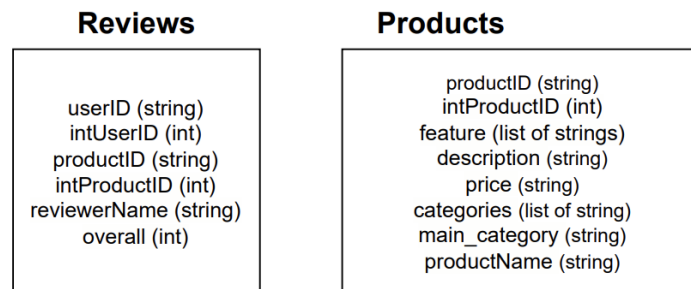 Reviews
userID (string)
intUserID (int)
productID (string)
intProductID (int)
reviewerName (string)
overall (int)
Products
productID (string)
intProductID (int)
feature (list of strings)
description (string)
price (string)
categories (list of string)
main_category (string)
productName (string)